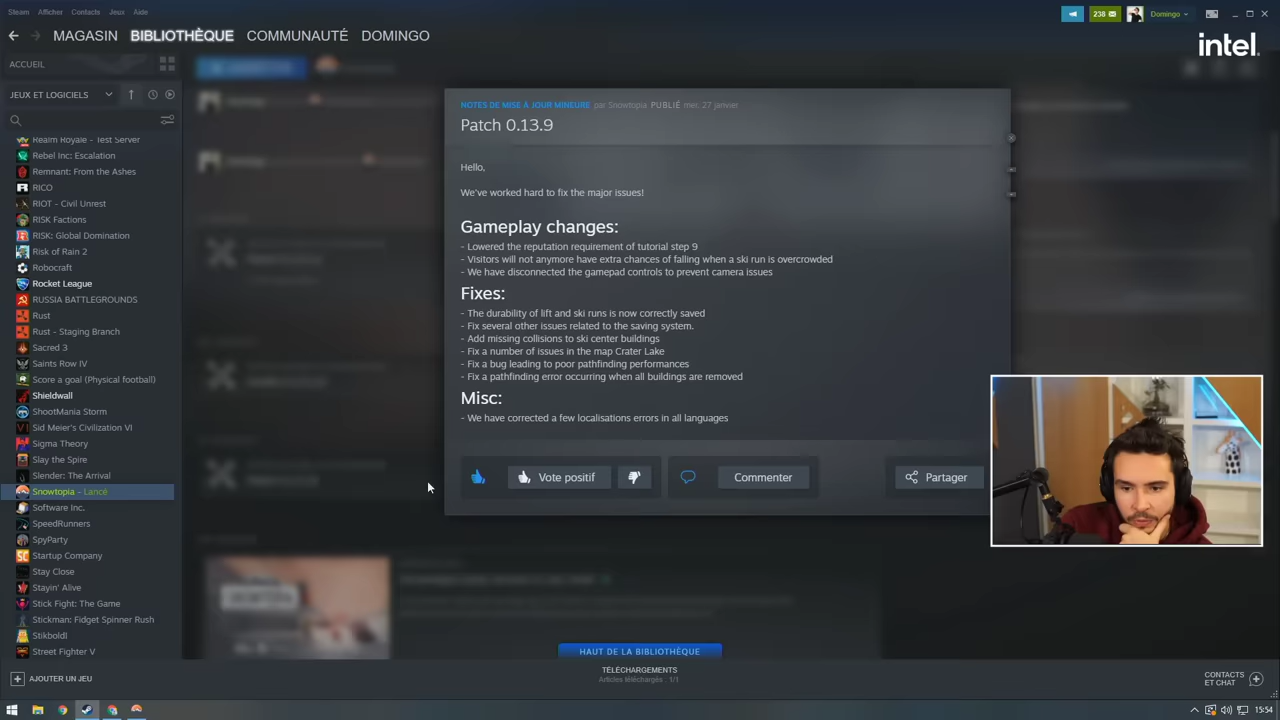 Steam Afficher Contacts Jeux Aide
238
Domingo
MAGASIN BIBLIOTHÈQUE COMMUNAUTÉ DOMINGO
intel.
ACCUEIL
JEUX ET LOGICIELS
Realm Royale - Test Server
Rebel Inc: Escalation
Remnant: From the Ashes
RICO
RIOT - Civil Unrest
RISK Factions
RISK: Global Domination
Risk of Rain 2
Robocraft
Rocket League
RUSSIA BATTLEGROUNDS
Rust
Rust - Staging Branch
Sacred 3
Saints Row IV
Score a goal (Physical football)
Shieldwall
ShootMania Storm
Sid Meier's Civilization VI
Sigma Theory
Slay the Spire
Slender: The Arrival
Snowtopia - Lancé
Software Inc.
SpeedRunners
SpyParty
Startup Company
Stay Close
Stayin' Alive
Stick Fight: The Game
Stickman: Fidget Spinner Rush
Stikbold!
Street Fighter V
AJOUTER UN JEU
NOTES DE MISE À JOUR MINEURE par Snowtopia PUBLIÉ mer. 27 janvier
Patch 0.13.9
Hello,
We've worked hard to fix the major issues!
Gameplay changes:
- Lowered the reputation requirement of tutorial step 9
- Visitors will not anymore have extra chances of falling when a ski run is overcrowded
- We have disconnected the gamepad controls to prevent camera issues
Fixes:
- The durability of lift and ski runs is now correctly saved
- Fix several other issues related to the saving system.
- Add missing collisions to ski center buildings
- Fix a number of issues in the map Crater Lake
- Fix a bug leading to poor pathfinding performances
- Fix a pathfinding error occurring when all buildings are removed
Misc:
- We have corrected a few localisations errors in all languages
Vote positif
Commenter
Partager
HAUT DE LA BIBLIOTHÈQUE
TÉLÉCHARGEMENTS
Articles téléchargés : 1/1
CONTACTS
ET CHAT
15:54